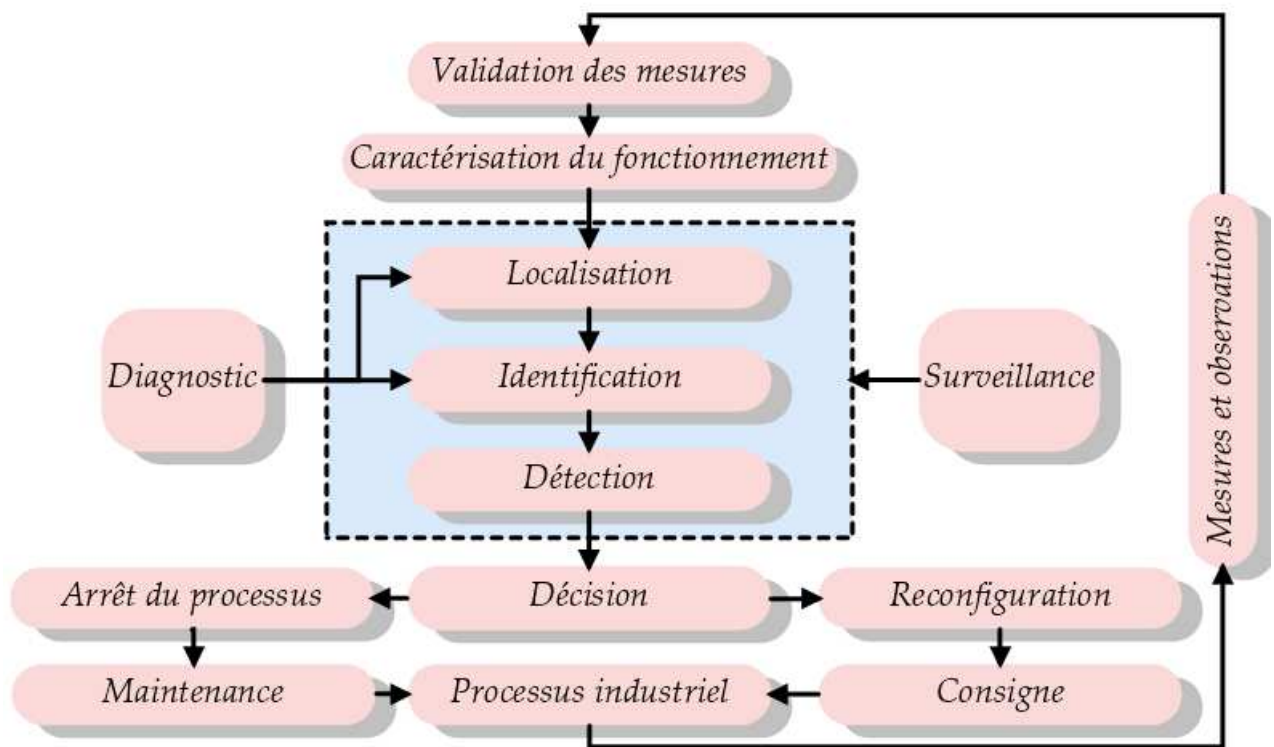 Validation des mesures
Caractérisation du fonctionnement
Localisation
Diagnostic
Identification
Surveillance
Mesures et observations
Détection
Arrêt du processus
Décision
Reconfiguration
Maintenance
Processus industriel
Consigne